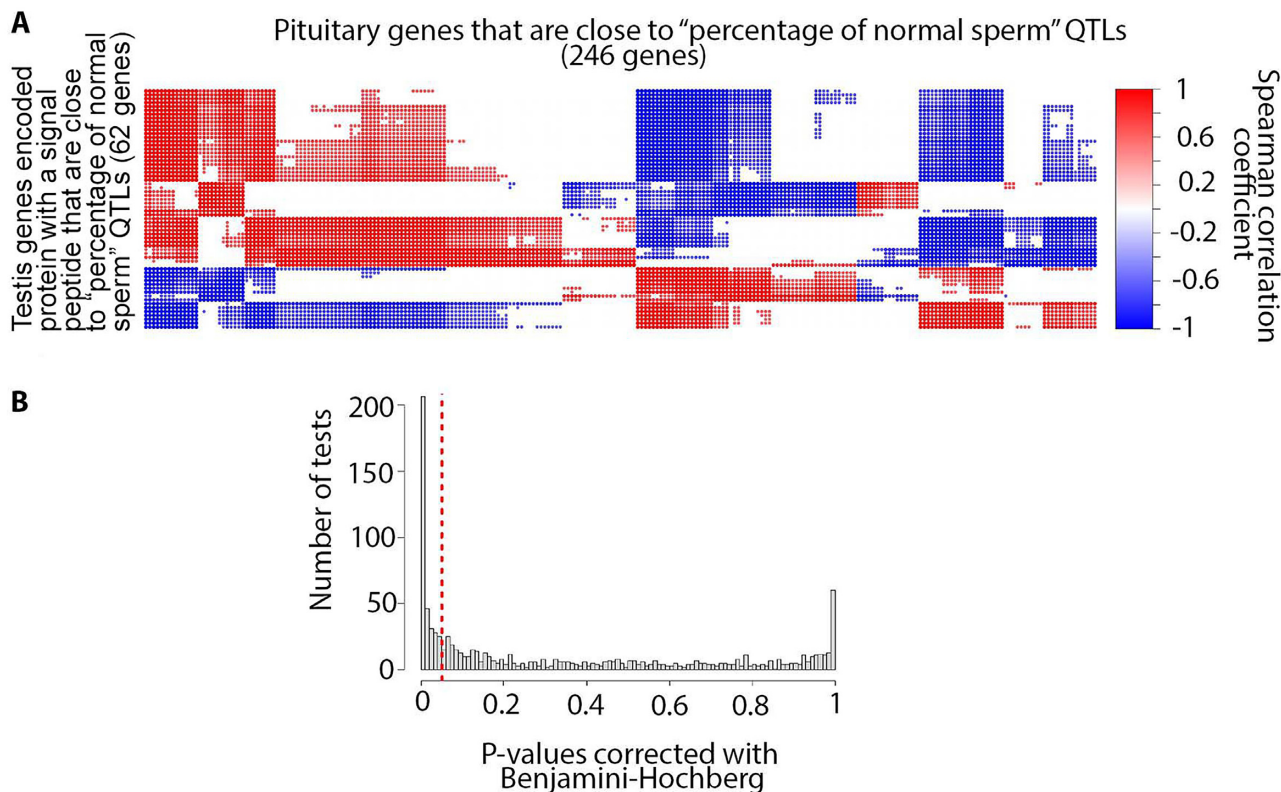 A
Pituitary genes that are close to “percentage of normal sperm” QTLs
(246 genes)
Testis genes encoded
protein with a signal
peptide that are close
to “percentage of normal
sperm” QTLs (62 genes)
1
0.6
0.2
-0.2
-0.6
-1
Spearman correlation
coefficient
B
Number of tests
200
150
100
50
0
0
0.2
0.4
0.6
0.8
1
P-values corrected with
Benjamini-Hochberg